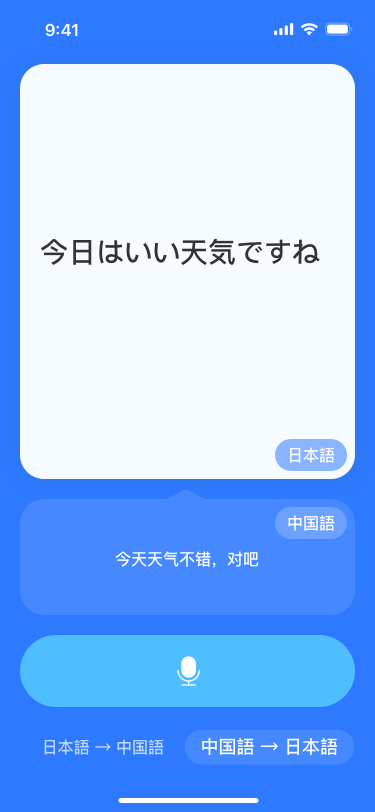 9:41
今日はいい天気ですね
日本語
中国語
今天天气不错，对吧
日本語 → 中国語
中国語 → 日本語